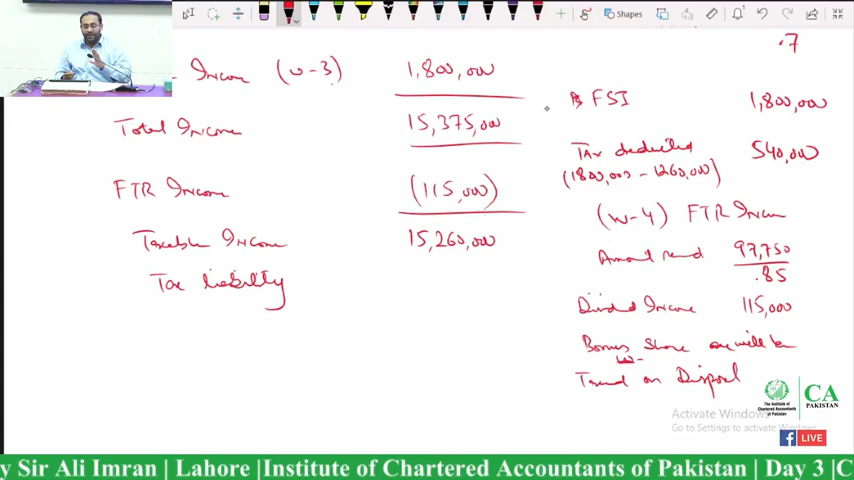 Shapes
Income (w-3) 1,800,000
Total Income 15,375,000
FTR Income (115,000)
Taxable Income 15,260,000
Tax liability
.7
FSI 1,800,000
Tax deducted 540,000
(1800,000 - 1260,000)
(w-4) FTR Incom
Amount 97,750
.85
Dividend Income 115,000
Bonus Share will be
Taxed on Disposal
The Institute of
Chartered Accountants
of Pakistan
CA
PAKISTAN
Activate Windows
Go to Settings to activate Windows.
LIVE
y Sir Ali Imran | Lahore |Institute of Chartered Accountants of Pakistan | Day 3 |C